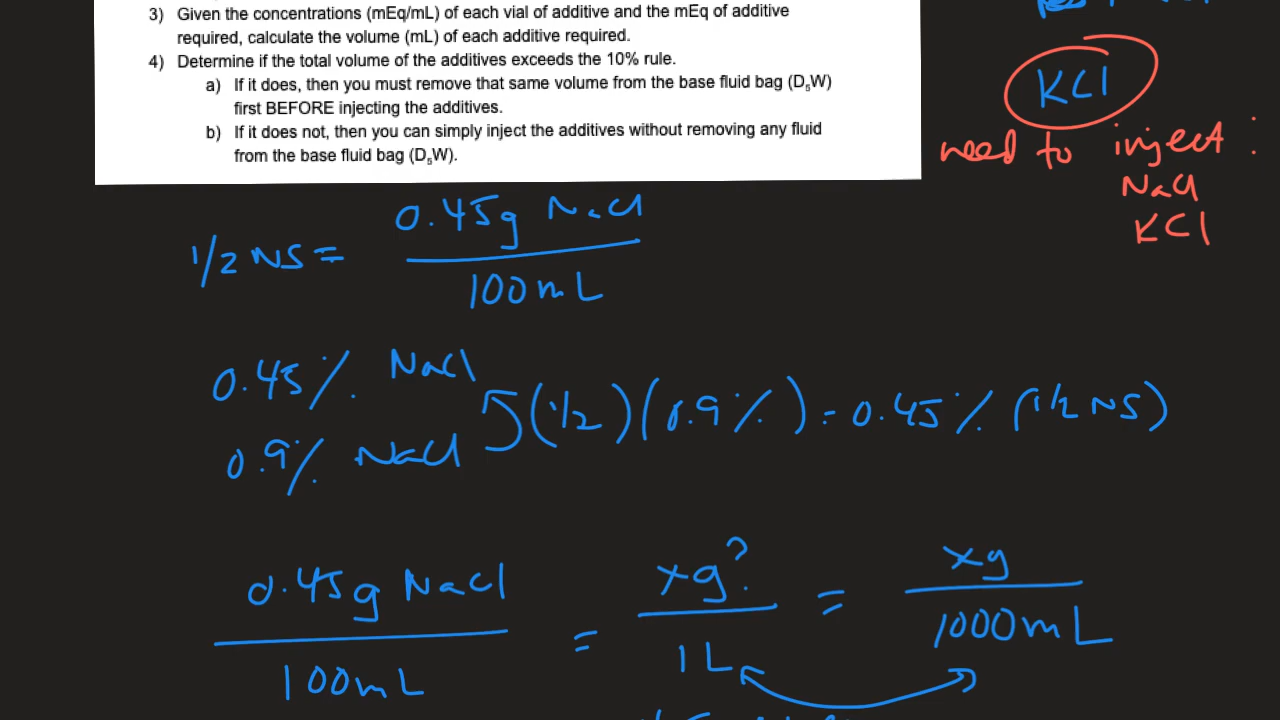 3) Given the concentrations (mEq/mL) of each vial of additive and the mEq of additive
required, calculate the volume (mL) of each additive required.
4) Determine if the total volume of the additives exceeds the 10% rule.
a) If it does, then you must remove that same volume from the base fluid bag (D₅W)
first BEFORE injecting the additives.
b) If it does not, then you can simply inject the additives without removing any fluid
from the base fluid bag (D₅W).
KCl
need to inject :
NaCl
KCl
1/2 NS = 0.45g NaCl
100mL
0.45% NaCl
0.9% NaCl (1/2)(0.9%) = 0.45% (1/2 NS)
0.45g NaCl = xg? = xg
100mL 1L 1000mL